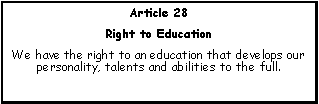 Article 28
Right to Education
We have the right to an education that develops our
personality, talents and abilities to the full.